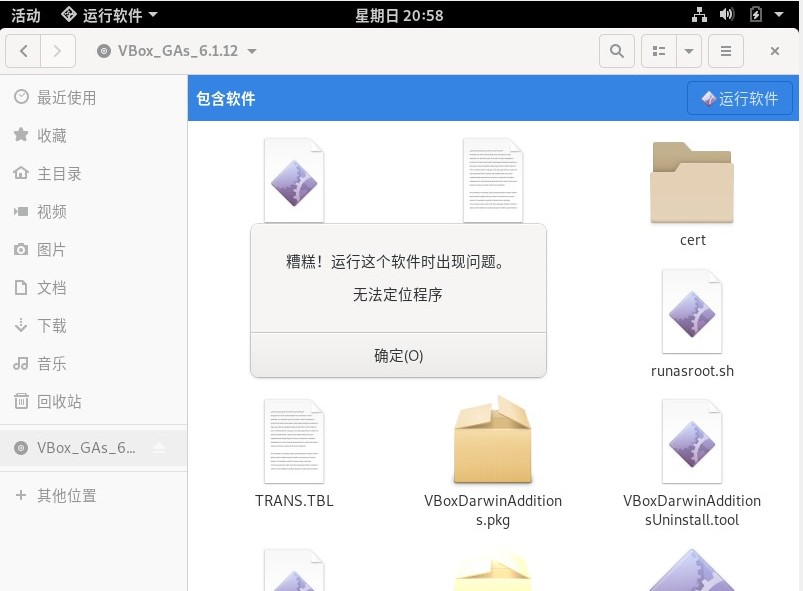 活动 运行软件 星期日 20:58
VBox_GAs_6.1.12
最近使用
收藏
主目录
视频
图片
文档
下载
音乐
回收站
VBox_GAs_6...
其他位置
包含软件 运行软件
cert
糟糕！运行这个软件时出现问题。
无法定位程序
确定(O)
runasroot.sh
TRANS.TBL
VBoxDarwinAddition
s.pkg
VBoxDarwinAddition
sUninstall.tool